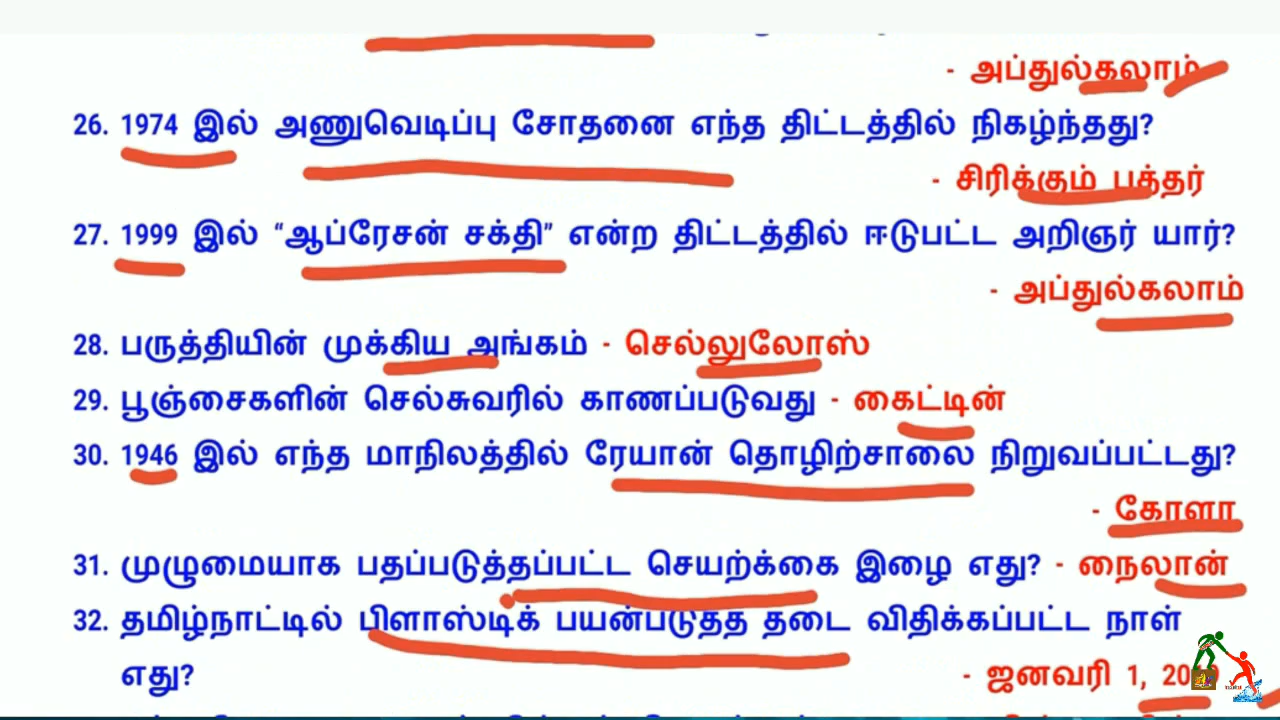 - அப்துல்கலாம்
26. 1974 இல் அணுவெடிப்பு சோதனை எந்த திட்டத்தில் நிகழ்ந்தது?
- சிரிக்கும் பத்தர்
27. 1999 இல் “ஆப்ரேசன் சக்தி” என்ற திட்டத்தில் ஈடுபட்ட அறிஞர் யார்?
- அப்துல்கலாம்
28. பருத்தியின் முக்கிய அங்கம் - செல்லுலோஸ்
29. பூஞ்சைகளின் செல்சுவரில் காணப்படுவது - கைட்டின்
30. 1946 இல் எந்த மாநிலத்தில் ரேயான் தொழிற்சாலை நிறுவப்பட்டது?
- கோளா
31. முழுமையாக பதப்படுத்தப்பட்ட செயற்க்கை இழை எது? - நைலான்
32. தமிழ்நாட்டில் பிளாஸ்டிக் பயன்படுத்த தடை விதிக்கப்பட்ட நாள்
எது? - ஜனவரி 1,